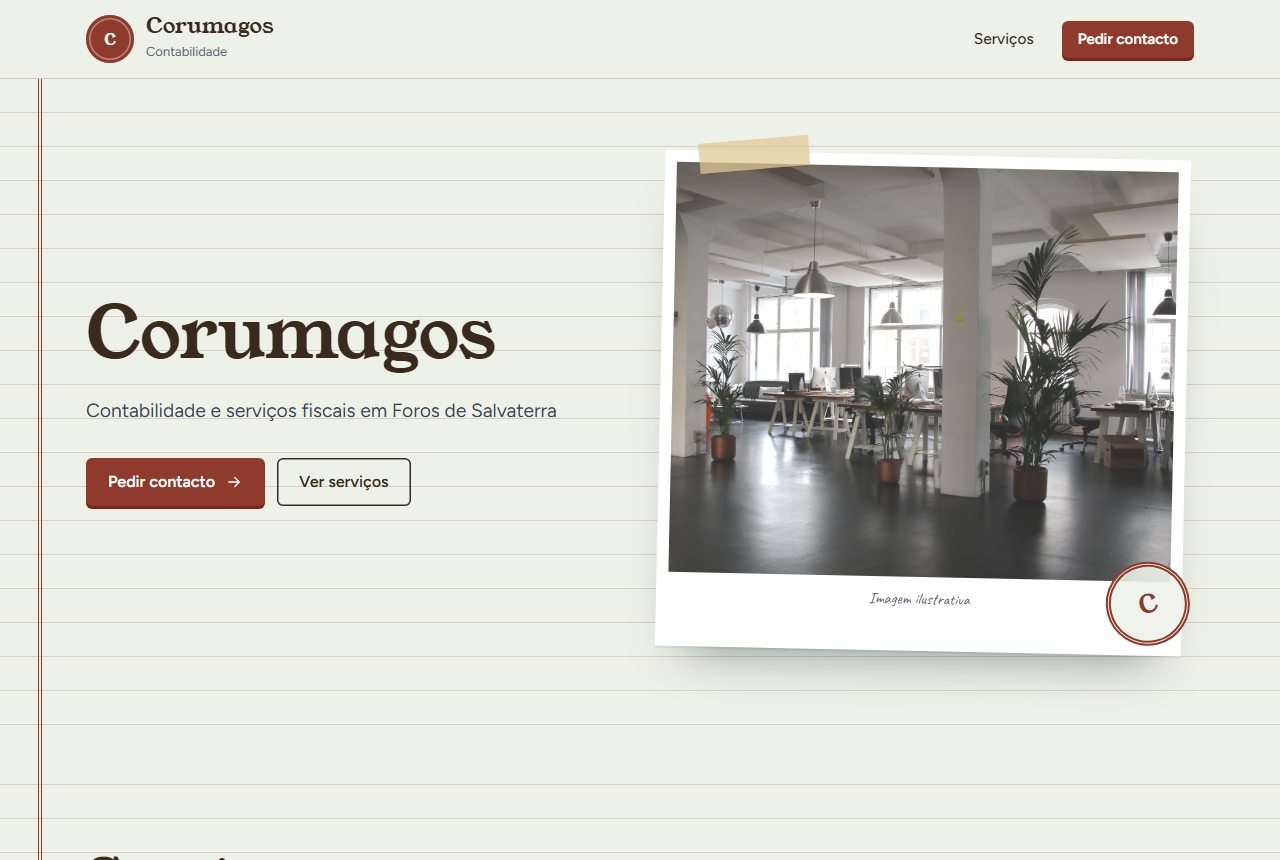 C
Corumagos
Contabilidade
Serviços
Pedir contacto
Corumagos
Contabilidade e serviços fiscais em Foros de Salvaterra
Pedir contacto →
Ver serviços
Imagem ilustrativa
C